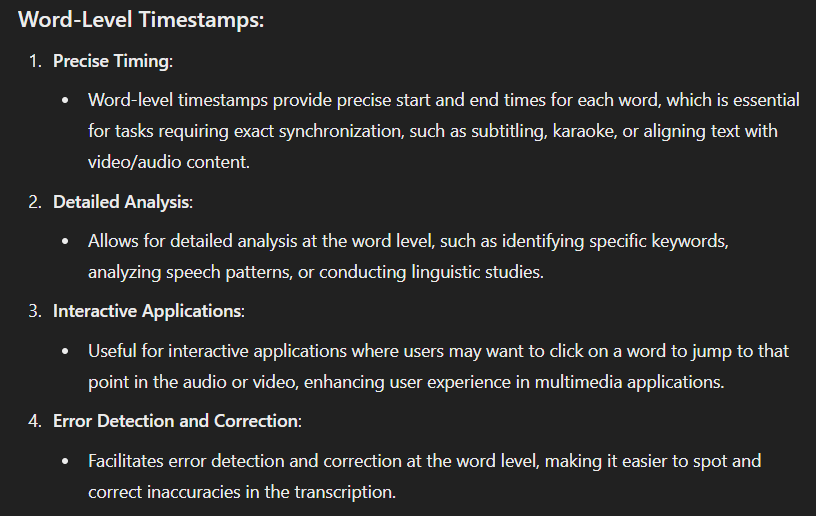 Word-Level Timestamps:
1. Precise Timing:
• Word-level timestamps provide precise start and end times for each word, which is essential
for tasks requiring exact synchronization, such as subtitling, karaoke, or aligning text with
video/audio content.
2. Detailed Analysis:
• Allows for detailed analysis at the word level, such as identifying specific keywords,
analyzing speech patterns, or conducting linguistic studies.
3. Interactive Applications:
• Useful for interactive applications where users may want to click on a word to jump to that
point in the audio or video, enhancing user experience in multimedia applications.
4. Error Detection and Correction:
• Facilitates error detection and correction at the word level, making it easier to spot and
correct inaccuracies in the transcription.